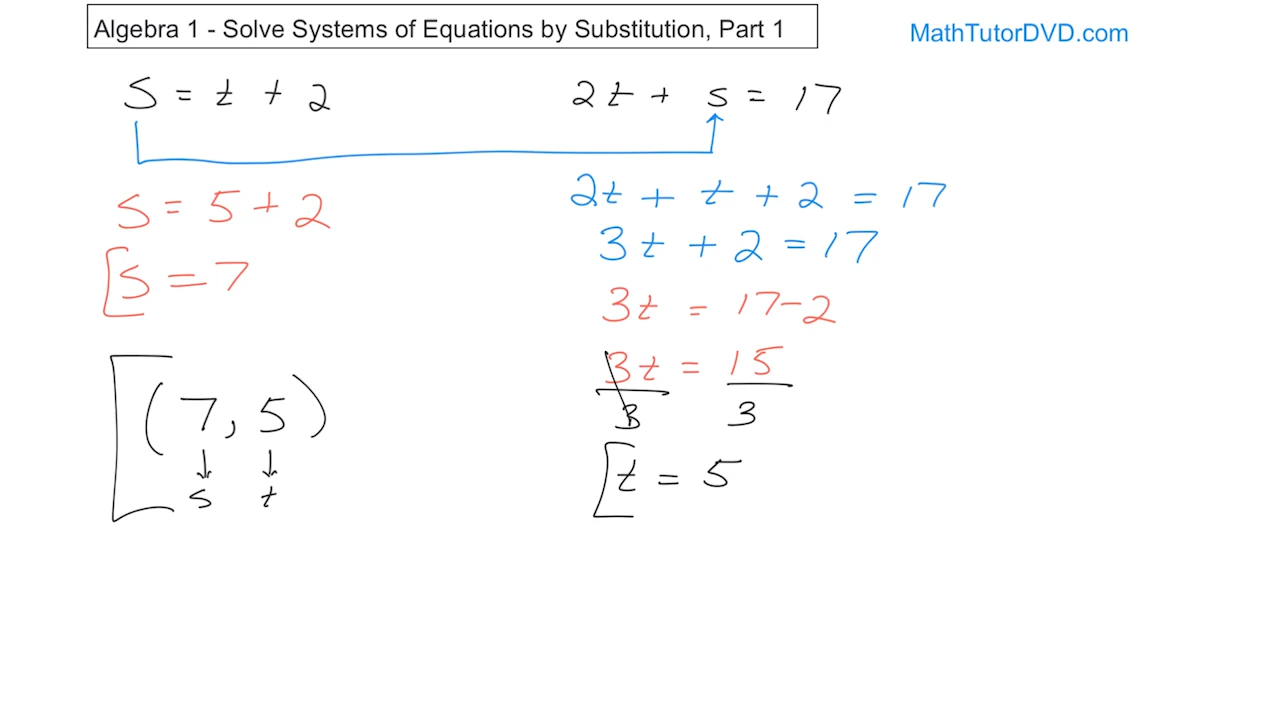 Algebra 1 - Solve Systems of Equations by Substitution, Part 1
MathTutorDVD.com
S = t + 2
2t + s = 17
2t + t + 2 = 17
s = 5 + 2
3t + 2 = 17
s = 7
3t = 17 - 2
3t = 15
3 3
(7, 5)
t = 5
↓ ↓
s t